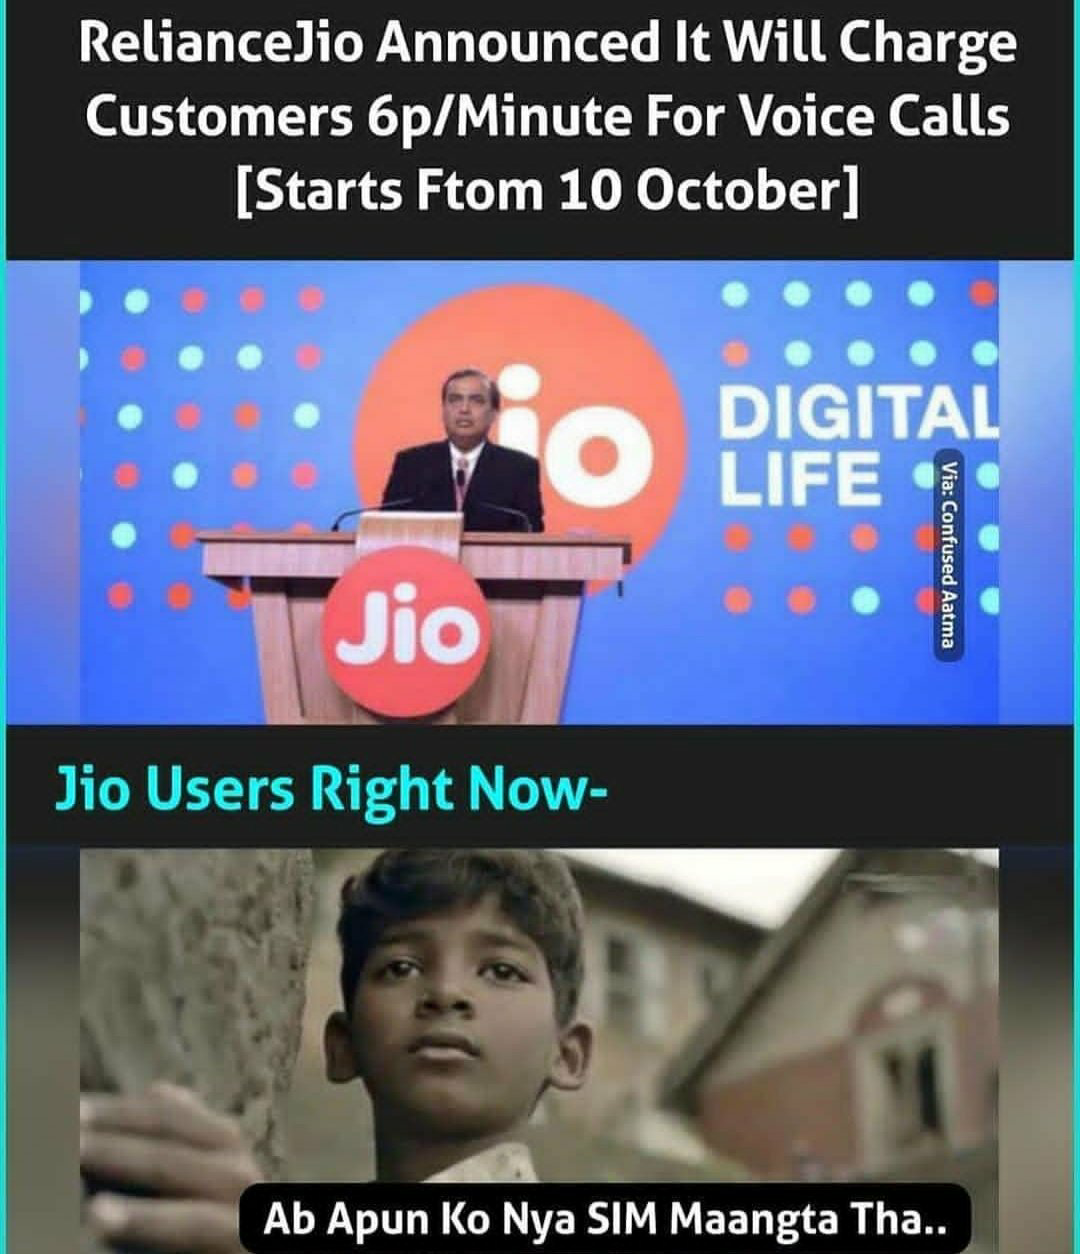 RelianceJio Announced It Will Charge
Customers 6p/Minute For Voice Calls
[Starts Ftom 10 October]
Jio
DIGITAL
LIFE
Via: Confused Aatma
Jio
Jio Users Right Now-
Ab Apun Ko Nya SIM Maangta Tha..